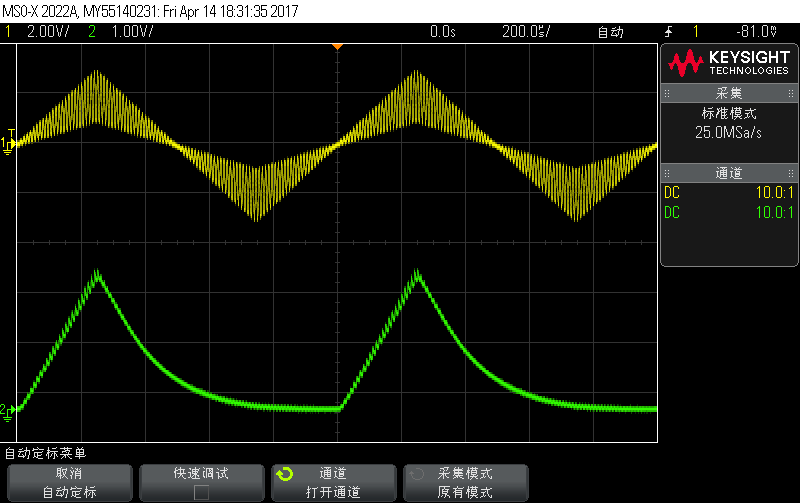 MSO-X 2022A, MY55140231: Fri Apr 14 18:31:35 2017
1 2.00V/ 2 1.00V/ 0.0s 200.0s/ 自动 1 -81.0V
KEYSIGHT
TECHNOLOGIES
采集
标准模式
25.0MSa/s
通道
DC 10.0:1
DC 10.0:1
T
1
2
自动定标菜单
取消
自动定标
快速调试
通道
打开通道
采集模式
原有模式